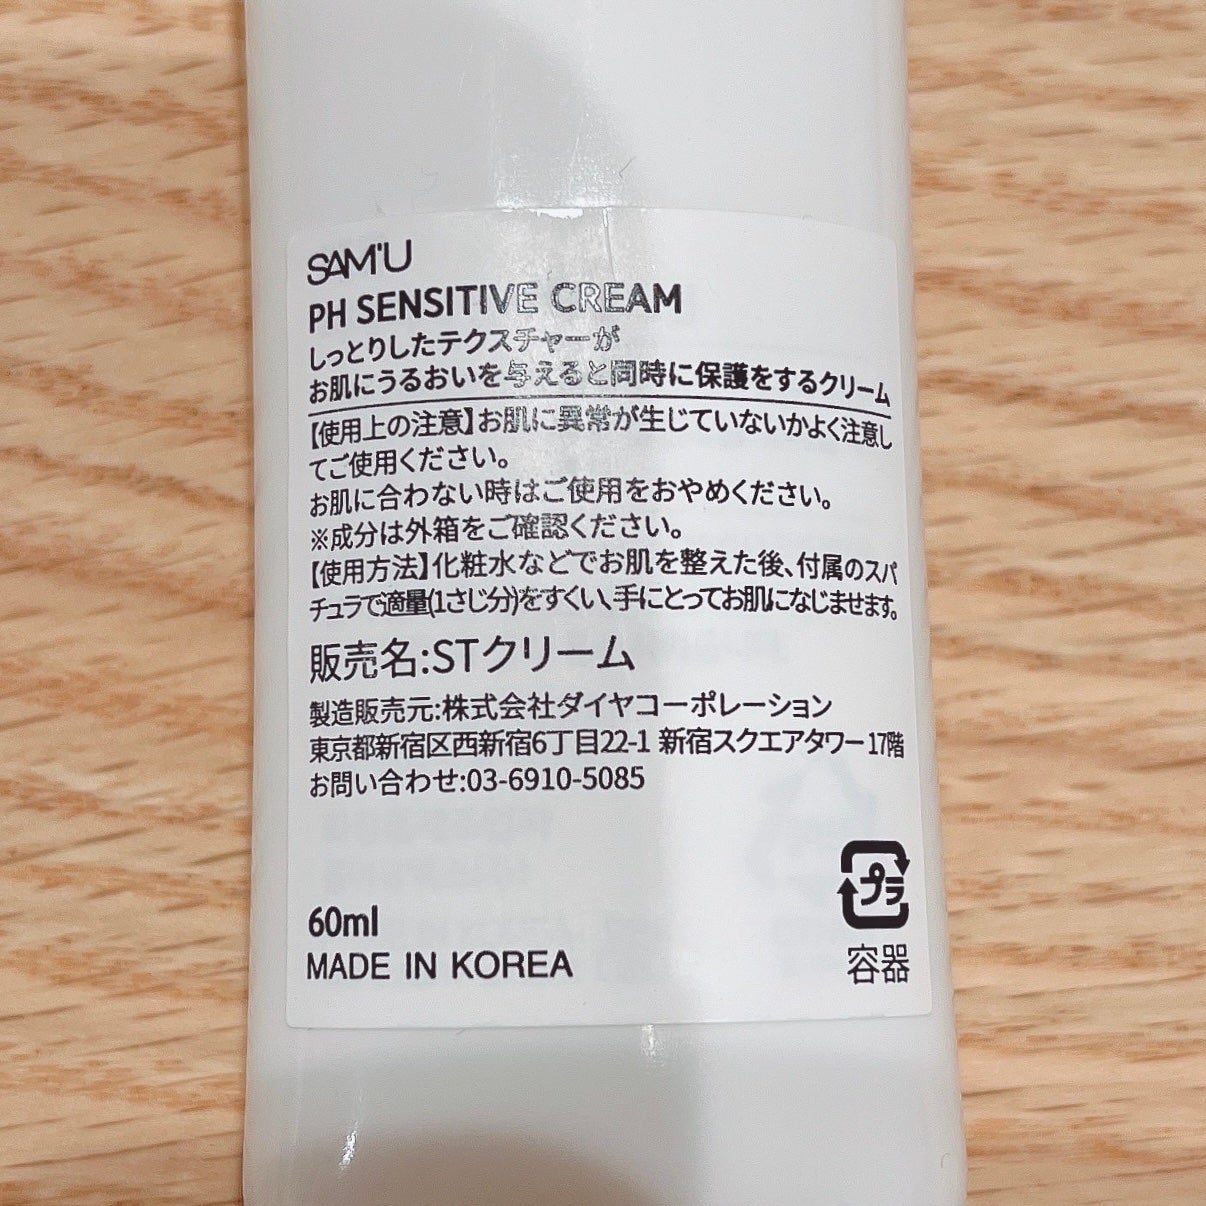 SAM'U
PH SENSITIVE CREAM
しっとりしたテクスチャーが
お肌にうるおいを与えると同時に保護をするクリーム
【使用上の注意】お肌に異常が生じていないかよく注意し
てご使用ください。
お肌に合わない時はご使用をおやめください。
※成分は外箱をご確認ください。
【使用方法】化粧水などでお肌を整えた後、付属のスパ
チュラで適量(1さじ分)をすくい、手にとってお肌になじませます。
販売名:STクリーム
製造販売元:株式会社ダイヤコーポレーション
東京都新宿区西新宿6丁目22-1 新宿スクエアタワー17階
お問い合わせ:03-6910-5085
プラ
60ml
MADE IN KOREA
容器